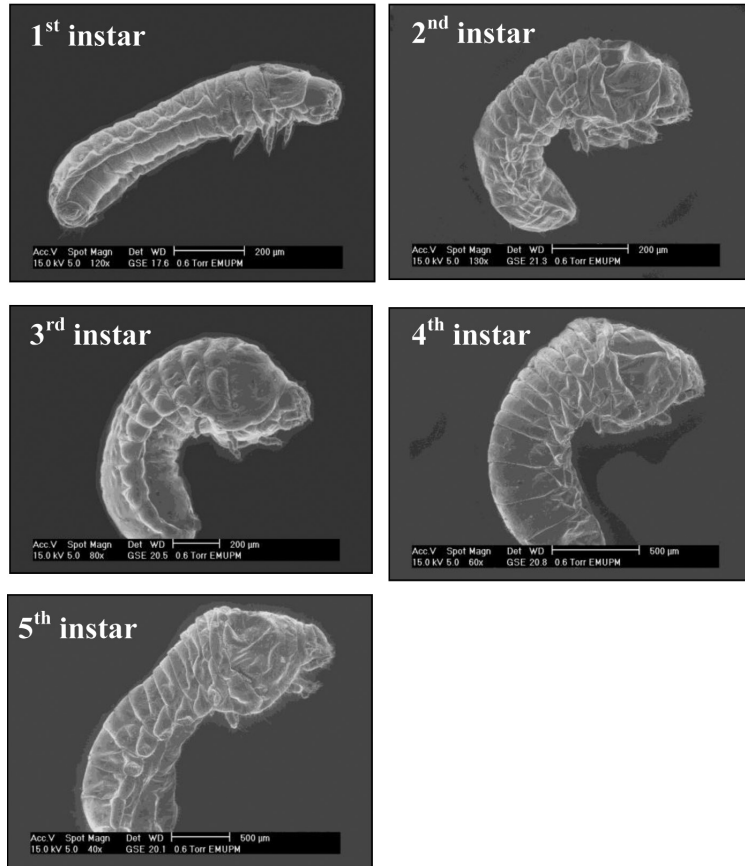 1st instar
Acc.V Spot Magn Det WD 200 µm
15.0 kV 5.0 120x GSE 17.6 0.6 Torr EMUPM
2nd instar
Acc.V Spot Magn Det WD 200 µm
15.0 kV 5.0 130x GSE 21.3 0.6 Torr EMUPM
3rd instar
Acc.V Spot Magn Det WD 200 µm
15.0 kV 5.0 80x GSE 20.5 0.6 Torr EMUPM
4th instar
Acc.V Spot Magn Det WD 500 µm
15.0 kV 5.0 60x GSE 20.8 0.6 Torr EMUPM
5th instar
Acc.V Spot Magn Det WD 500 µm
15.0 kV 5.0 40x GSE 20.1 0.6 Torr EMUPM